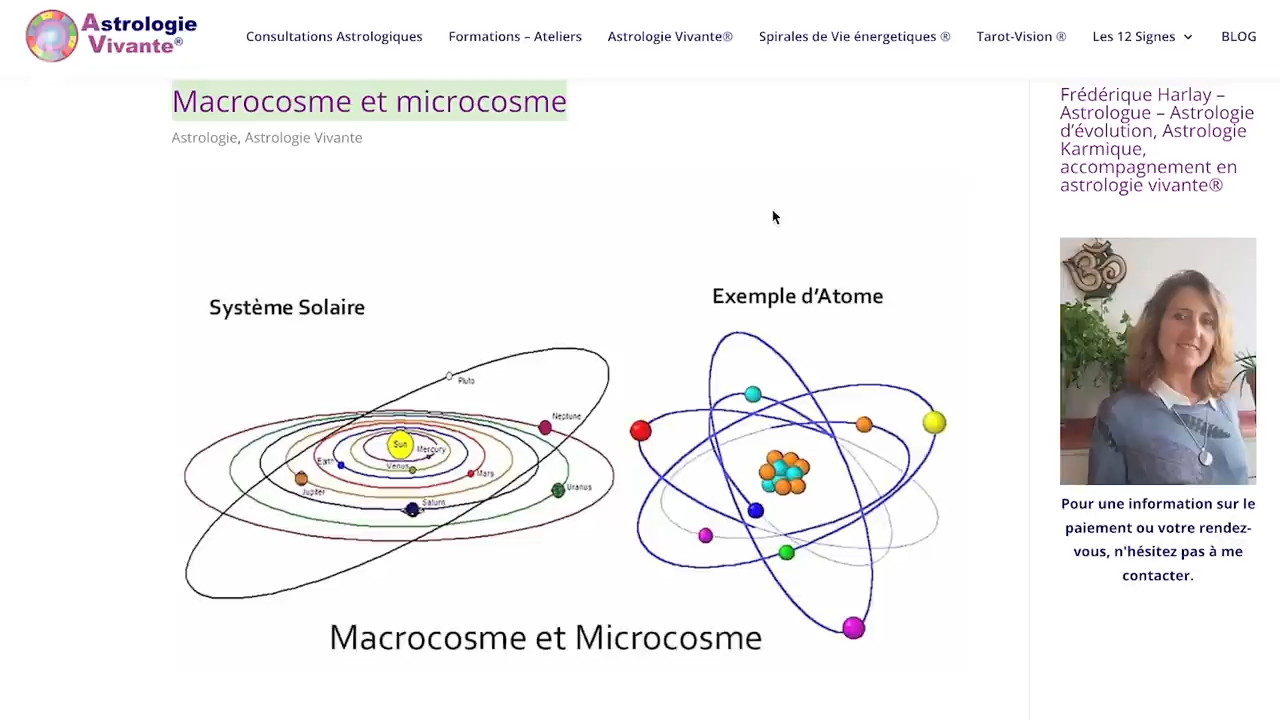 Astrologie
Vivante®
Consultations Astrologiques
Formations – Ateliers
Astrologie Vivante®
Spirales de Vie énergetiques ®
Tarot-Vision ®
Les 12 Signes
BLOG
Macrocosme et microcosme
Astrologie, Astrologie Vivante
Système Solaire
Exemple d’Atome
Pluto
Neptune
Sun
Mercury
Earth
Venus
Mars
Jupiter
Saturn
Uranus
Macrocosme et Microcosme
Frédérique Harlay –
Astrologue – Astrologie
d’évolution, Astrologie
Karmique,
accompagnement en
astrologie vivante®
Pour une information sur le
paiement ou votre rendez-
vous, n'hésitez pas à me
contacter.